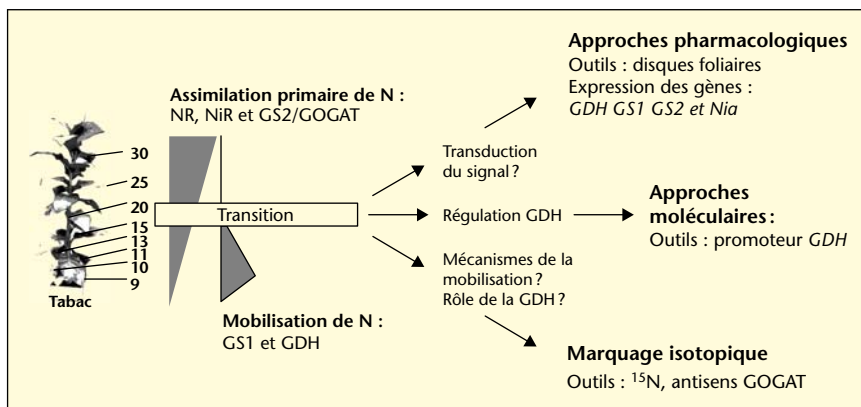 Approches pharmacologiques
Outils : disques foliaires
Expression des gènes :
GDH GS1 GS2 et Nia
Assimilation primaire de N :
NR, NiR et GS2/GOGAT
30
25
20
15
13
11
10
9
Tabac
Transition
Mobilisation de N :
GS1 et GDH
Transduction
du signal ?
Régulation GDH
Mécanismes de la
mobilisation ?
Rôle de la GDH ?
Approches
moléculaires :
Outils : promoteur GDH
Marquage isotopique
Outils : ¹⁵N, antisens GOGAT